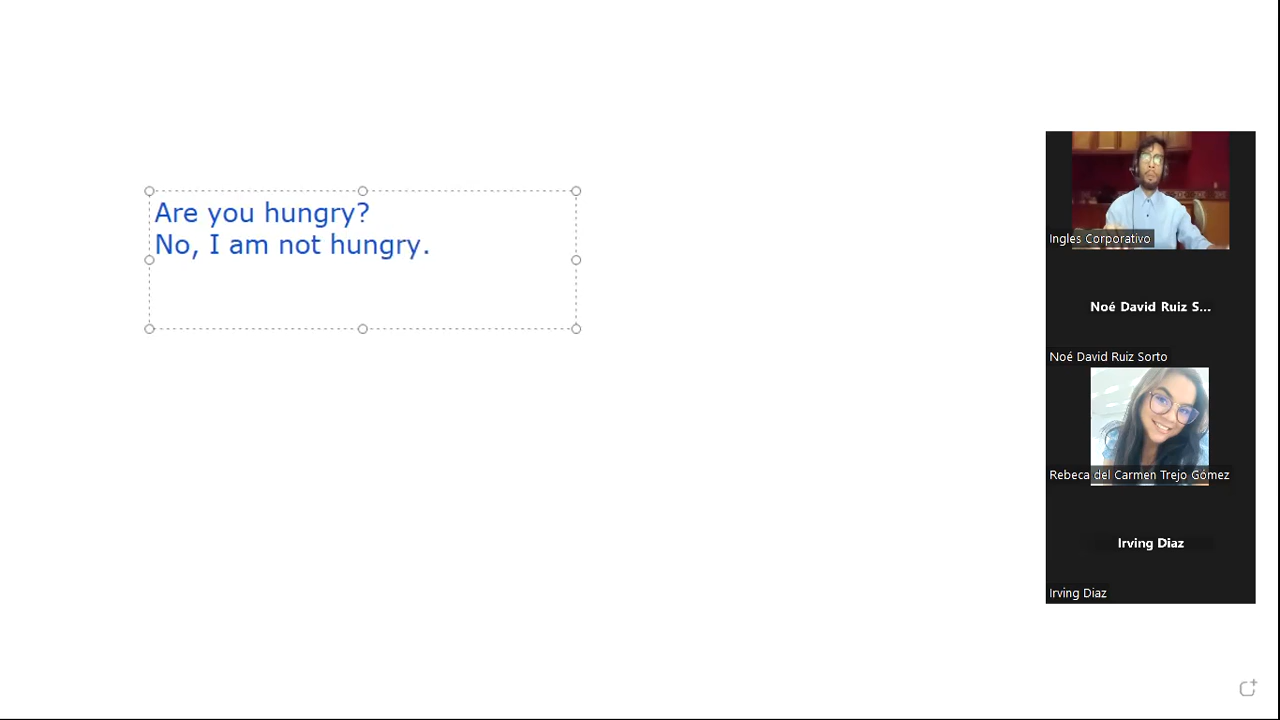 Are you hungry?
No, I am not hungry.
Ingles Corporativo
Noé David Ruiz S...
Noé David Ruiz Sorto
Rebeca del Carmen Trejo Gómez
Irving Diaz
Irving Diaz